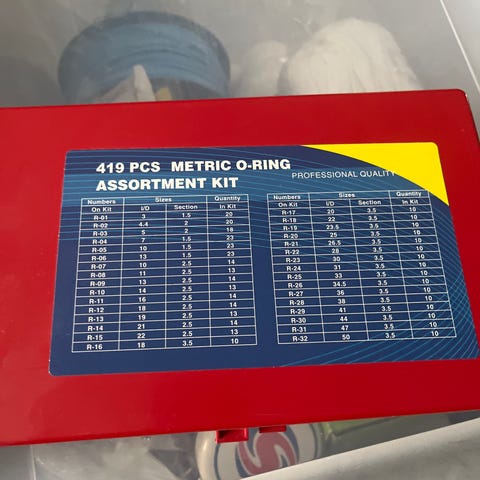 419 PCS METRIC O-RING
ASSORTMENT KIT
PROFESSIONAL QUALITY
Numbers Sizes Quantity
On Kit I/D Section In Kit
R-01 3 1.5 20
R-02 4.4 2 20
R-03 5 2 18
R-04 7 1.5 23
R-05 10 1.5 23
R-06 13 1.5 23
R-07 10 2.5 14
R-08 11 2.5 13
R-09 13 2.5 13
R-10 14 2.5 14
R-11 16 2.5 14
R-12 18 2.5 13
R-13 19 2.5 14
R-14 21 2.5 14
R-15 22 2.5 13
R-16 18 3.5 10
Numbers Sizes Quantity
On Kit I/D Section In Kit
R-17 20 3.5 10
R-18 22 3.5 10
R-19 23.5 3.5 10
R-20 25 3.5 10
R-21 26.5 3.5 10
R-22 28 3.5 10
R-23 30 3.5 10
R-24 31 3.5 10
R-25 33 3.5 10
R-26 34.5 3.5 10
R-27 36 3.5 10
R-28 38 3.5 10
R-29 41 3.5 10
R-30 44 3.5 10
R-31 47 3.5 10
R-32 50 3.5 10